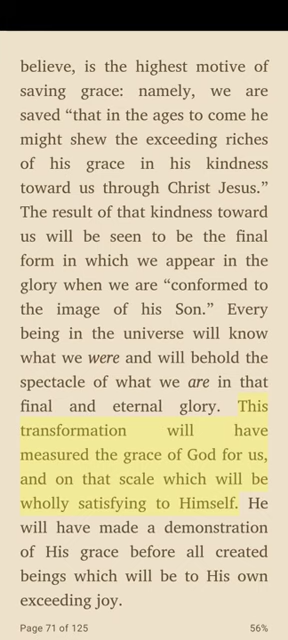 believe, is the highest motive of
saving grace: namely, we are
saved “that in the ages to come he
might shew the exceeding riches
of his grace in his kindness
toward us through Christ Jesus.”
The result of that kindness toward
us will be seen to be the final
form in which we appear in the
glory when we are “conformed to
the image of his Son.” Every
being in the universe will know
what we were and will behold the
spectacle of what we are in that
final and eternal glory. This
transformation will have
measured the grace of God for us,
and on that scale which will be
wholly satisfying to Himself. He
will have made a demonstration
of His grace before all created
beings which will be to His own
exceeding joy.
Page 71 of 125 56%